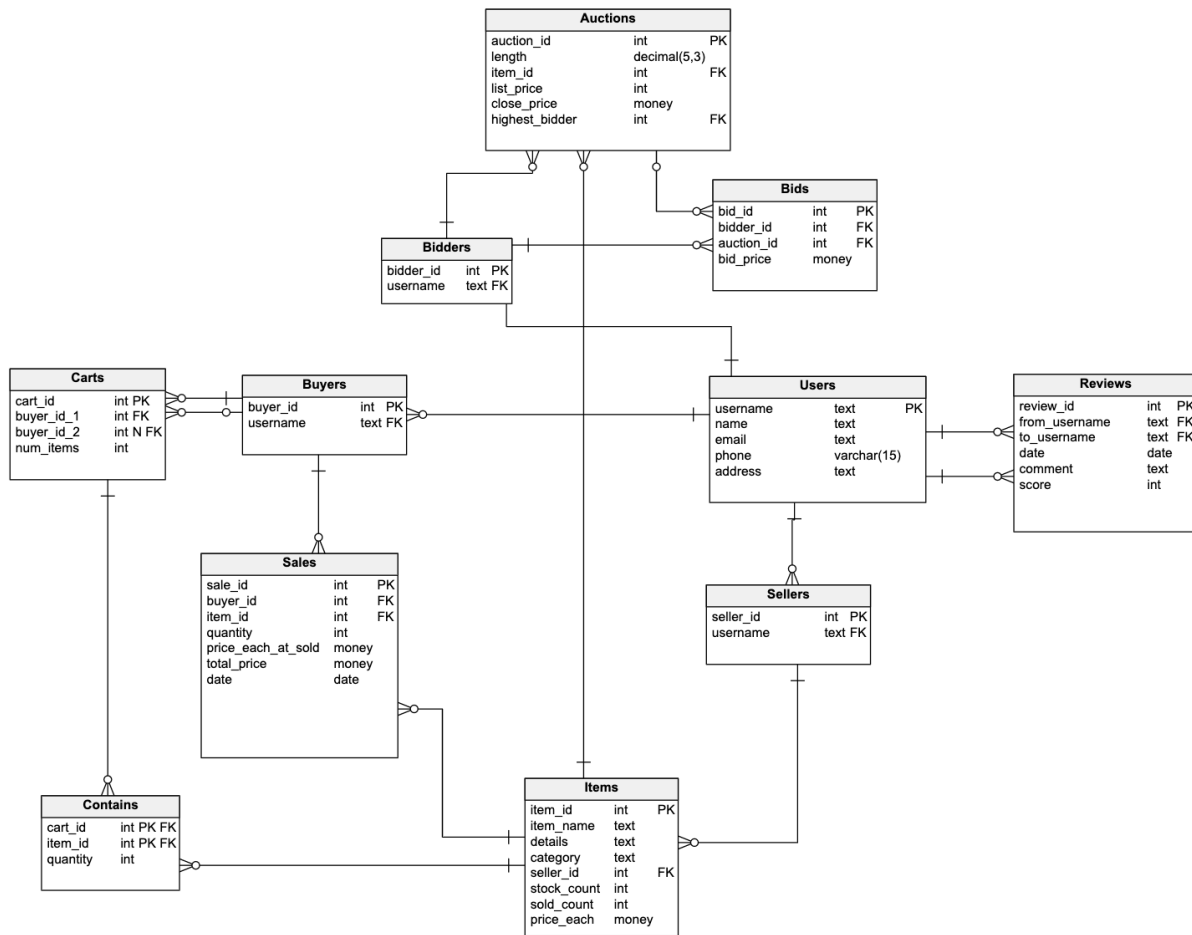 Auctions
auction_id int PK
length decimal(5,3)
item_id int FK
list_price int
close_price money
highest_bidder int FK
Bids
bid_id int PK
bidder_id int FK
auction_id int FK
bid_price money
Bidders
bidder_id int PK
username text FK
Carts
cart_id int PK
buyer_id_1 int FK
buyer_id_2 int N FK
num_items int
Buyers
buyer_id int PK
username text FK
Users
username text PK
name text
email text
phone varchar(15)
address text
Reviews
review_id int PK
from_username text FK
to_username text FK
date date
comment text
score int
Sales
sale_id int PK
buyer_id int FK
item_id int FK
quantity int
price_each_at_sold money
total_price money
date date
Sellers
seller_id int PK
username text FK
Contains
cart_id int PK FK
item_id int PK FK
quantity int
Items
item_id int PK
item_name text
details text
category text
seller_id int FK
stock_count int
sold_count int
price_each money